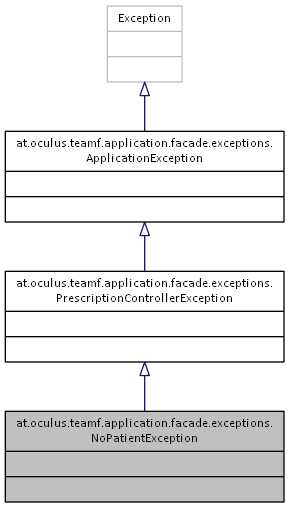 Exception
at.oculus.teamf.application.facade.exceptions.
ApplicationException
at.oculus.teamf.application.facade.exceptions.
PrescriptionControllerException
at.oculus.teamf.application.facade.exceptions.
NoPatientException